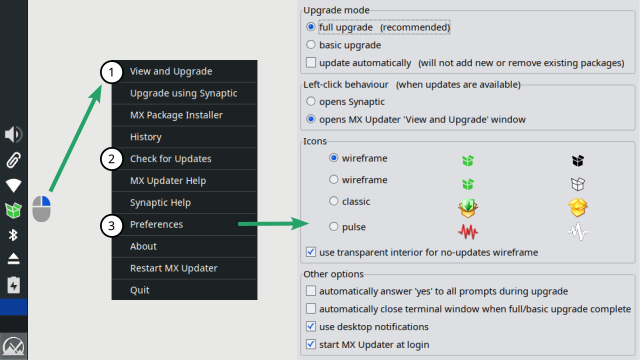 1
View and Upgrade
Upgrade using Synaptic
MX Package Installer
History
2
Check for Updates
MX Updater Help
Synaptic Help
3
Preferences
About
Restart MX Updater
Quit
Upgrade mode
full upgrade (recommended)
basic upgrade
update automatically (will not add new or remove existing packages)
Left-click behaviour (when updates are available)
opens Synaptic
opens MX Updater 'View and Upgrade' window
Icons
wireframe
wireframe
classic
pulse
use transparent interior for no-updates wireframe
Other options
automatically answer 'yes' to all prompts during upgrade
automatically close terminal window when full/basic upgrade complete
use desktop notifications
start MX Updater at login